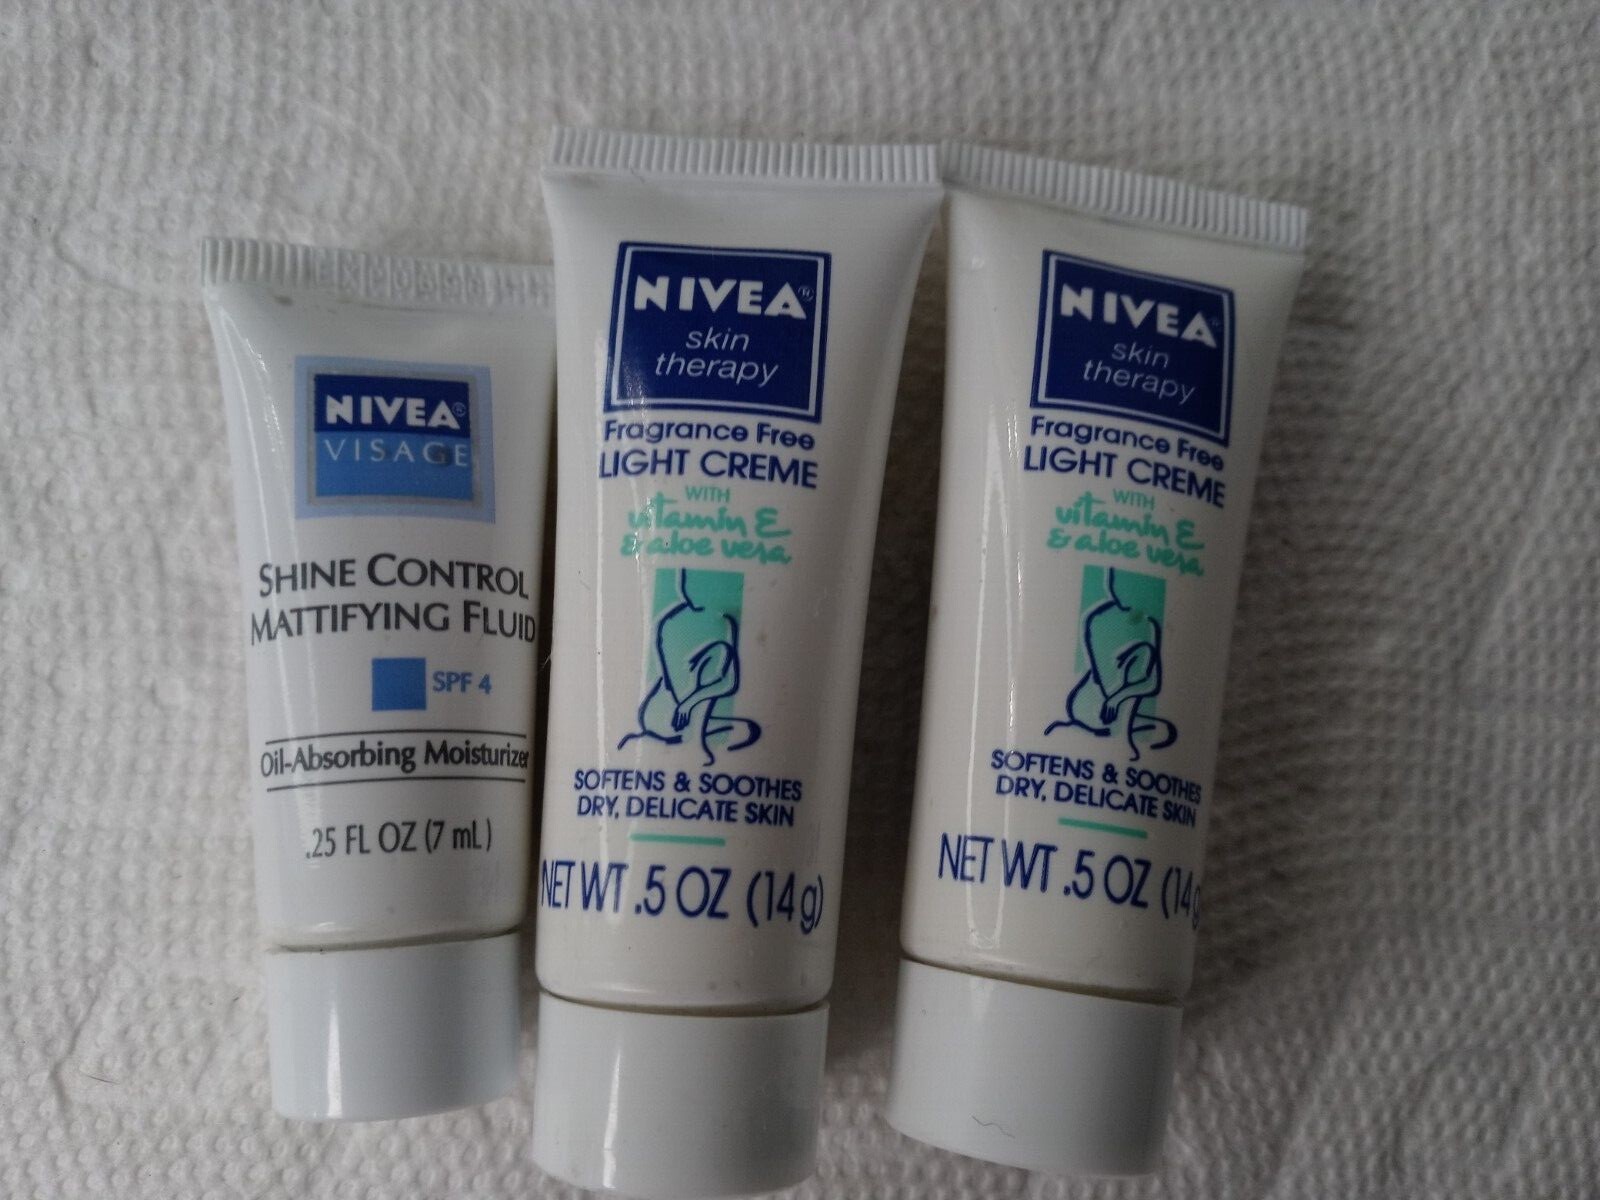 NIVEA®
VISAGE
SHINE CONTROL
MATTIFYING FLUID
SPF 4
Oil-Absorbing Moisturizer
.25 FL OZ (7 mL)
NIVEA®
skin
therapy
Fragrance Free
LIGHT CREME
WITH
vitamin E
& aloe vera
SOFTENS & SOOTHES
DRY, DELICATE SKIN
NET WT .5 OZ (14 g)
NIVEA®
skin
therapy
Fragrance Free
LIGHT CREME
WITH
vitamin E
& aloe vera
SOFTENS & SOOTHES
DRY, DELICATE SKIN
NET WT .5 OZ (14 g